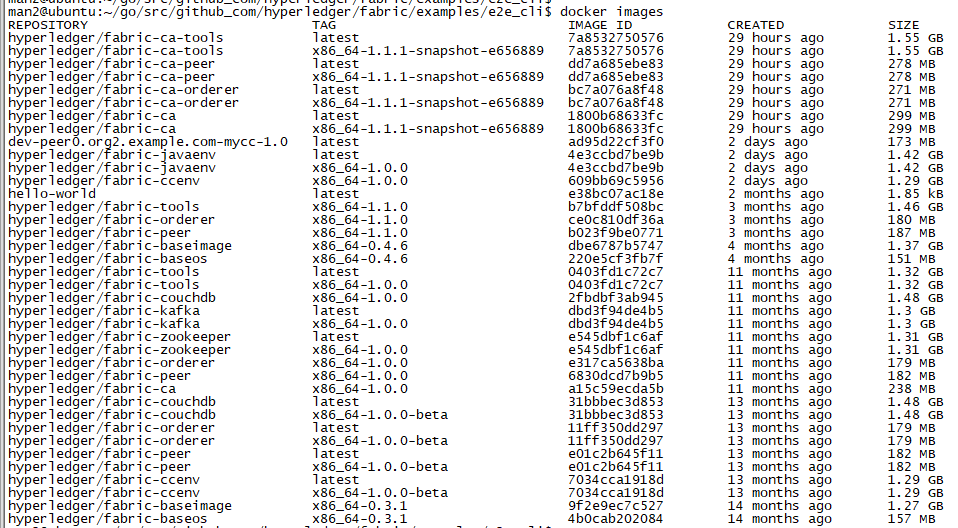 man2@ubuntu:~/go/src/github_com/hyperledger/fabric/examples/e2e_cli$
man2@ubuntu:~/go/src/github_com/hyperledger/fabric/examples/e2e_cli$ docker images
REPOSITORY TAG IMAGE ID CREATED SIZE
hyperledger/fabric-ca-tools latest 7a8532750576 29 hours ago 1.55 GB
hyperledger/fabric-ca-tools x86_64-1.1.1-snapshot-e656889 7a8532750576 29 hours ago 1.55 GB
hyperledger/fabric-ca-peer latest dd7a685ebe83 29 hours ago 278 MB
hyperledger/fabric-ca-peer x86_64-1.1.1-snapshot-e656889 dd7a685ebe83 29 hours ago 278 MB
hyperledger/fabric-ca-orderer latest bc7a076a8f48 29 hours ago 271 MB
hyperledger/fabric-ca-orderer x86_64-1.1.1-snapshot-e656889 bc7a076a8f48 29 hours ago 271 MB
hyperledger/fabric-ca latest 1800b68633fc 29 hours ago 299 MB
hyperledger/fabric-ca x86_64-1.1.1-snapshot-e656889 1800b68633fc 29 hours ago 299 MB
dev-peer0.org2.example.com-mycc-1.0 latest ad95d22cf3f0 2 days ago 173 MB
hyperledger/fabric-javaenv latest 4e3ccbd7be9b 2 days ago 1.42 GB
hyperledger/fabric-javaenv x86_64-1.0.0 4e3ccbd7be9b 2 days ago 1.42 GB
hyperledger/fabric-ccenv x86_64-1.0.0 609bb69c5956 2 days ago 1.29 GB
hello-world latest e38bc07ac18e 2 months ago 1.85 kB
hyperledger/fabric-tools x86_64-1.1.0 b7bfddf508bc 3 months ago 1.46 GB
hyperledger/fabric-orderer x86_64-1.1.0 ce0c810df36a 3 months ago 180 MB
hyperledger/fabric-peer x86_64-1.1.0 b023f9be0771 3 months ago 187 MB
hyperledger/fabric-baseimage x86_64-0.4.6 dbe6787b5747 4 months ago 1.37 GB
hyperledger/fabric-baseos x86_64-0.4.6 220e5cf3fb7f 4 months ago 151 MB
hyperledger/fabric-tools latest 0403fd1c72c7 11 months ago 1.32 GB
hyperledger/fabric-tools x86_64-1.0.0 0403fd1c72c7 11 months ago 1.32 GB
hyperledger/fabric-couchdb x86_64-1.0.0 2fbdbf3ab945 11 months ago 1.48 GB
hyperledger/fabric-kafka latest dbd3f94de4b5 11 months ago 1.3 GB
hyperledger/fabric-kafka x86_64-1.0.0 dbd3f94de4b5 11 months ago 1.3 GB
hyperledger/fabric-zookeeper latest e545dbf1c6af 11 months ago 1.31 GB
hyperledger/fabric-zookeeper x86_64-1.0.0 e545dbf1c6af 11 months ago 1.31 GB
hyperledger/fabric-orderer x86_64-1.0.0 e317ca5638ba 11 months ago 179 MB
hyperledger/fabric-peer x86_64-1.0.0 6830dcd7b9b5 11 months ago 182 MB
hyperledger/fabric-ca x86_64-1.0.0 a15c59ecda5b 11 months ago 238 MB
hyperledger/fabric-couchdb latest 31bbbec3d853 13 months ago 1.48 GB
hyperledger/fabric-couchdb x86_64-1.0.0-beta 31bbbec3d853 13 months ago 1.48 GB
hyperledger/fabric-orderer latest 11ff350dd297 13 months ago 179 MB
hyperledger/fabric-orderer x86_64-1.0.0-beta 11ff350dd297 13 months ago 179 MB
hyperledger/fabric-peer latest e01c2b645f11 13 months ago 182 MB
hyperledger/fabric-peer x86_64-1.0.0-beta e01c2b645f11 13 months ago 182 MB
hyperledger/fabric-ccenv latest 7034cca1918d 13 months ago 1.29 GB
hyperledger/fabric-ccenv x86_64-1.0.0-beta 7034cca1918d 13 months ago 1.29 GB
hyperledger/fabric-baseimage x86_64-0.3.1 9f2e9ec7c527 14 months ago 1.27 GB
hyperledger/fabric-baseos x86_64-0.3.1 4b0cab202084 14 months ago 157 MB